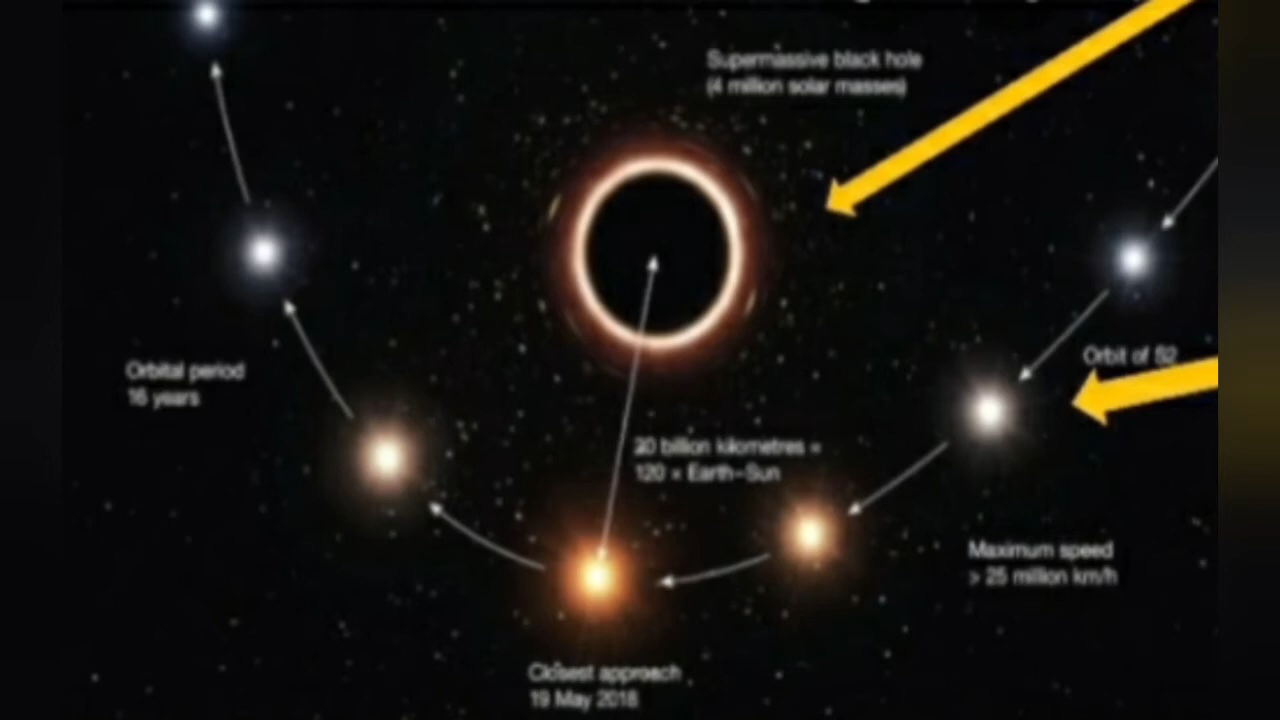 Supermassive black hole
(4 million solar masses)
Orbit of S2
Orbital period
16 years
20 billion kilometres =
120 × Earth–Sun
Maximum speed
> 25 million km/h
Closest approach
19 May 2018